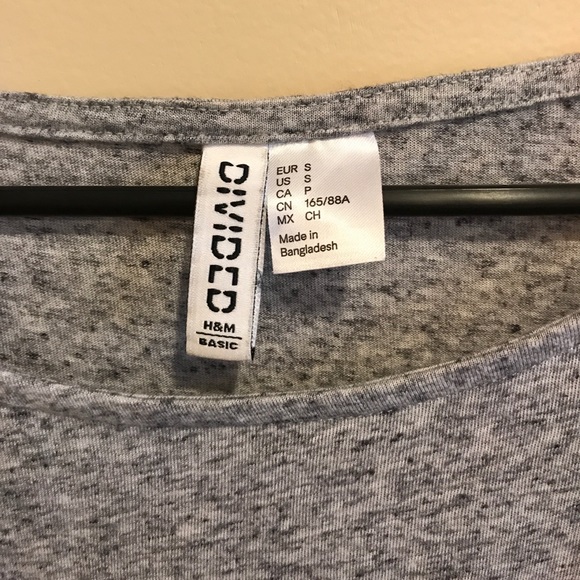 DIVIDED
H&M
BASIC
EUR S
US S
CA P
CN 165/88A
MX CH
Made in
Bangladesh